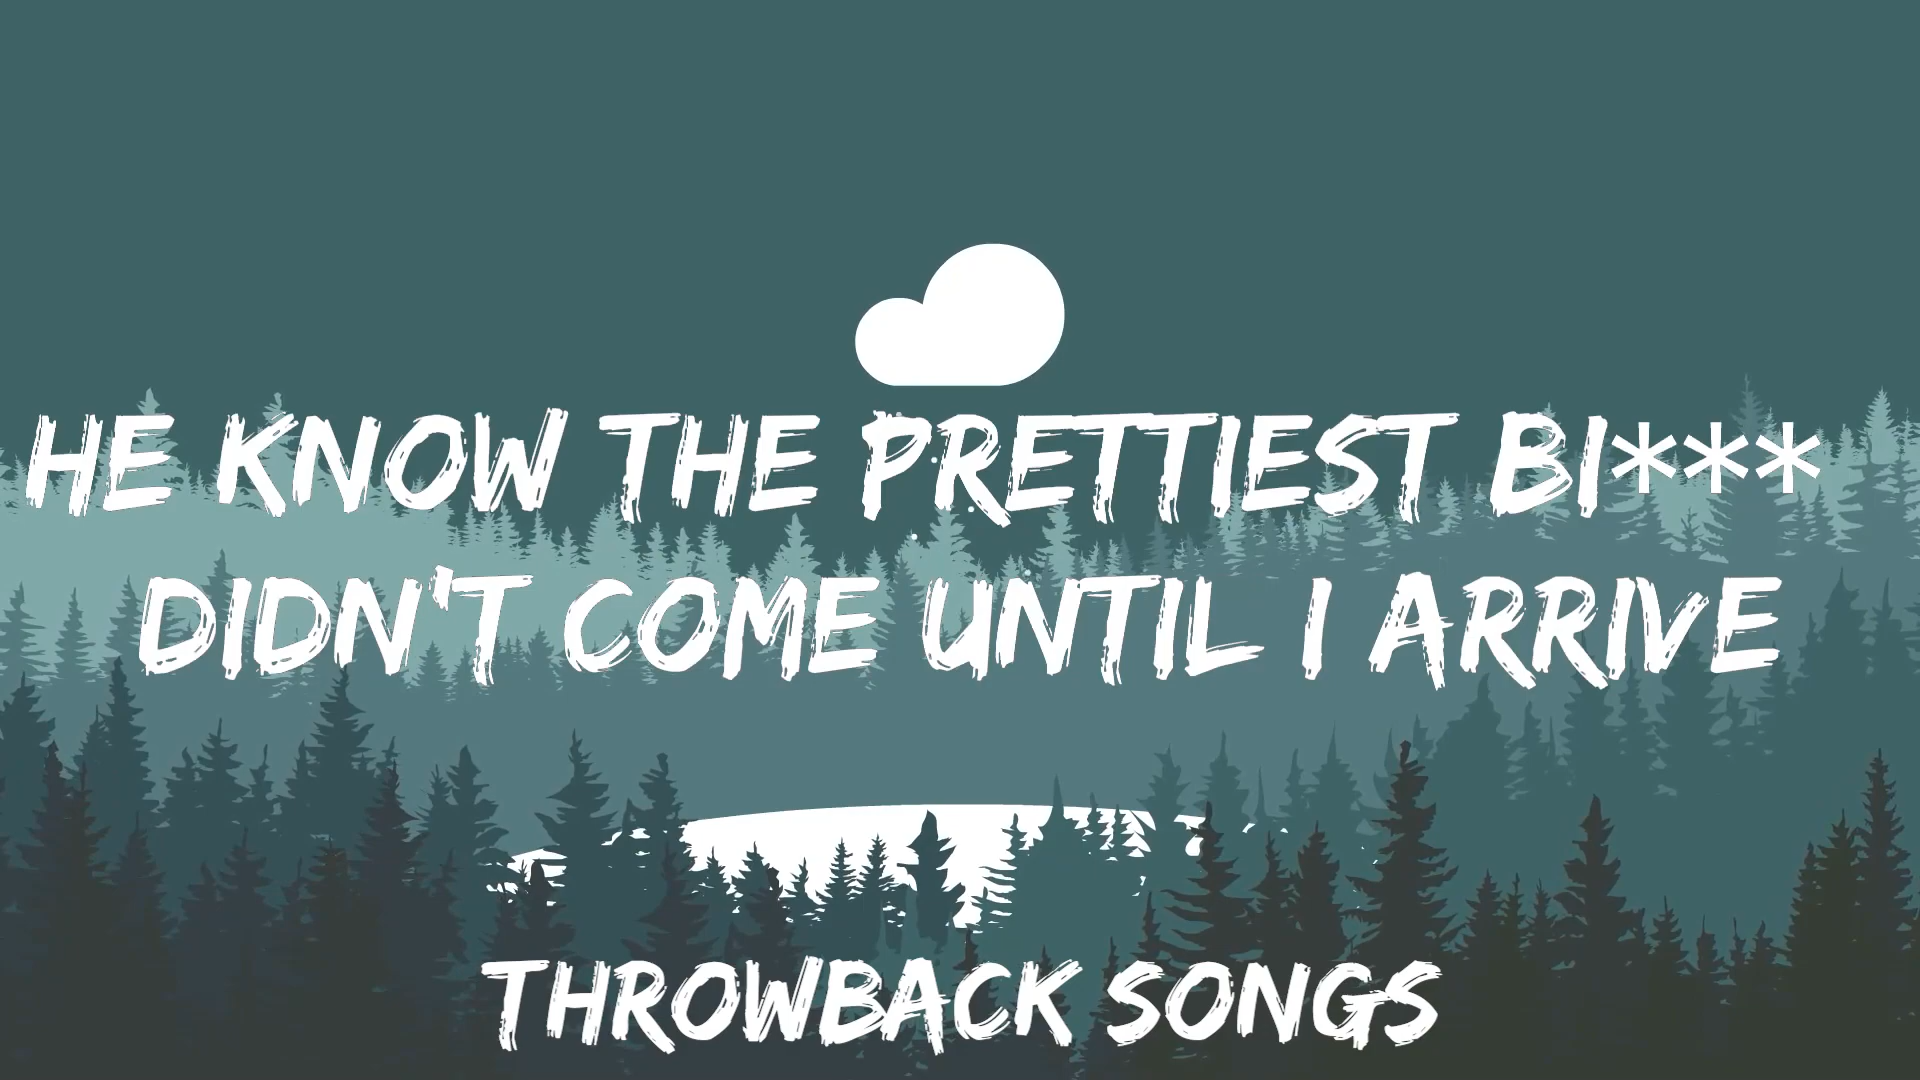 HE KNOW THE PRETTIEST BI***
DIDN'T COME UNTIL I ARRIVE
THROWBACK SONGS